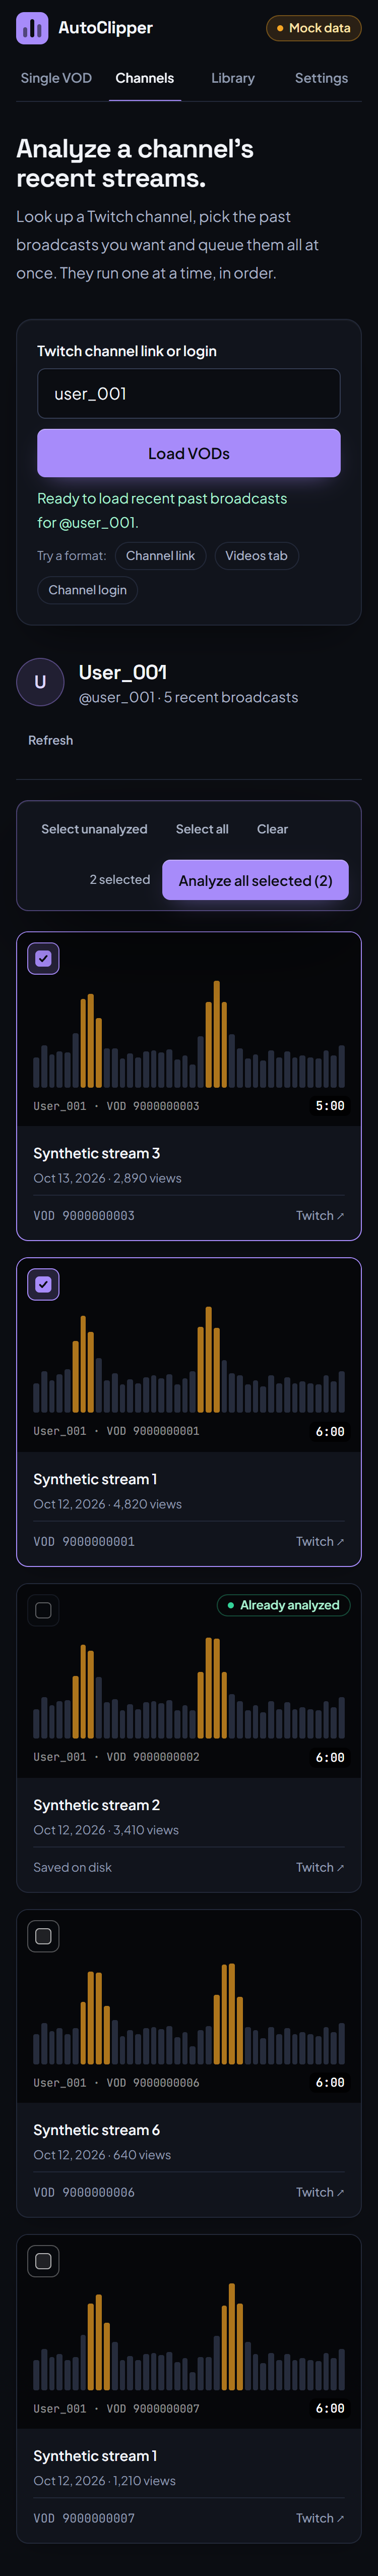 AutoClipper
Mock data
Single VOD
Channels
Library
Settings
Analyze a channel's
recent streams.
Look up a Twitch channel, pick the past
broadcasts you want and queue them all at
once. They run one at a time, in order.
Twitch channel link or login
user_001
Load VODs
Ready to load recent past broadcasts
for @user_001.
Try a format:
Channel link
Videos tab
Channel login
U
User_001
@user_001 · 5 recent broadcasts
Refresh
Select unanalyzed
Select all
Clear
2 selected
Analyze all selected (2)
User_001 · VOD 9000000003
5:00
Synthetic stream 3
Oct 13, 2026 · 2,890 views
VOD 9000000003
Twitch ↗
User_001 · VOD 9000000001
6:00
Synthetic stream 1
Oct 12, 2026 · 4,820 views
VOD 9000000001
Twitch ↗
Already analyzed
User_001 · VOD 9000000002
6:00
Synthetic stream 2
Oct 12, 2026 · 3,410 views
Saved on disk
Twitch ↗
User_001 · VOD 9000000006
6:00
Synthetic stream 6
Oct 12, 2026 · 640 views
VOD 9000000006
Twitch ↗
User_001 · VOD 9000000007
6:00
Synthetic stream 1
Oct 12, 2026 · 1,210 views
VOD 9000000007
Twitch ↗